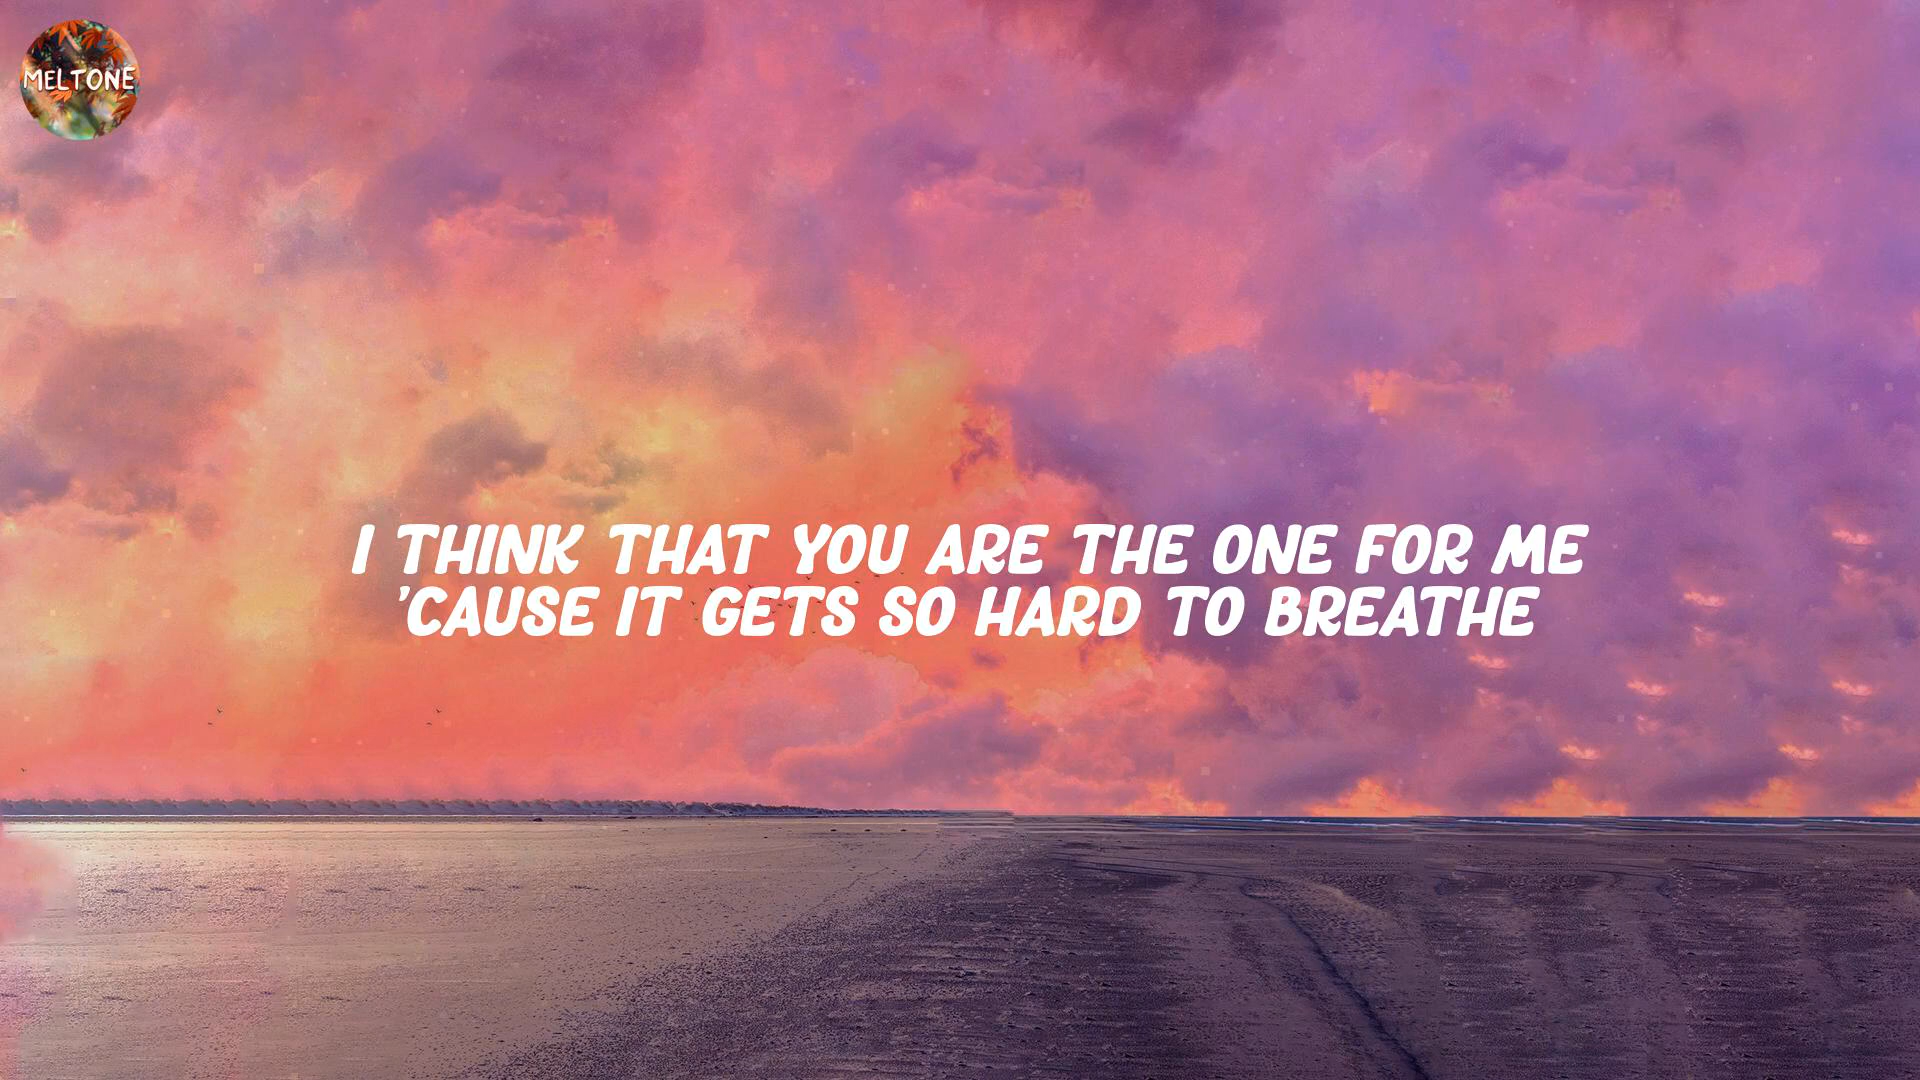 MELTONE
I THINK THAT YOU ARE THE ONE FOR ME
'CAUSE IT GETS SO HARD TO BREATHE